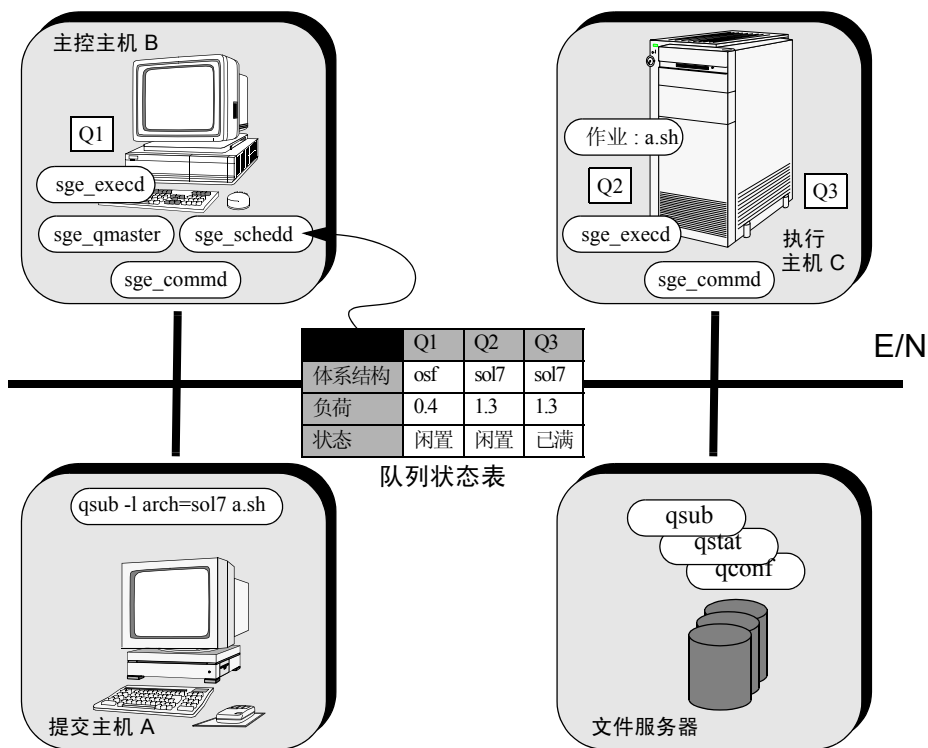 主控主机 B
Q1
sge_execd
sge_qmaster
sge_schedd
sge_commd
作业 : a.sh
Q2
Q3
sge_execd
执行
主机 C
sge_commd
E/N
Q1 Q2 Q3
体系结构 osf sol7 sol7
负荷 0.4 1.3 1.3
状态 闲置 闲置 已满
队列状态表
qsub -l arch=sol7 a.sh
提交主机 A
qsub
qstat
qconf
文件服务器